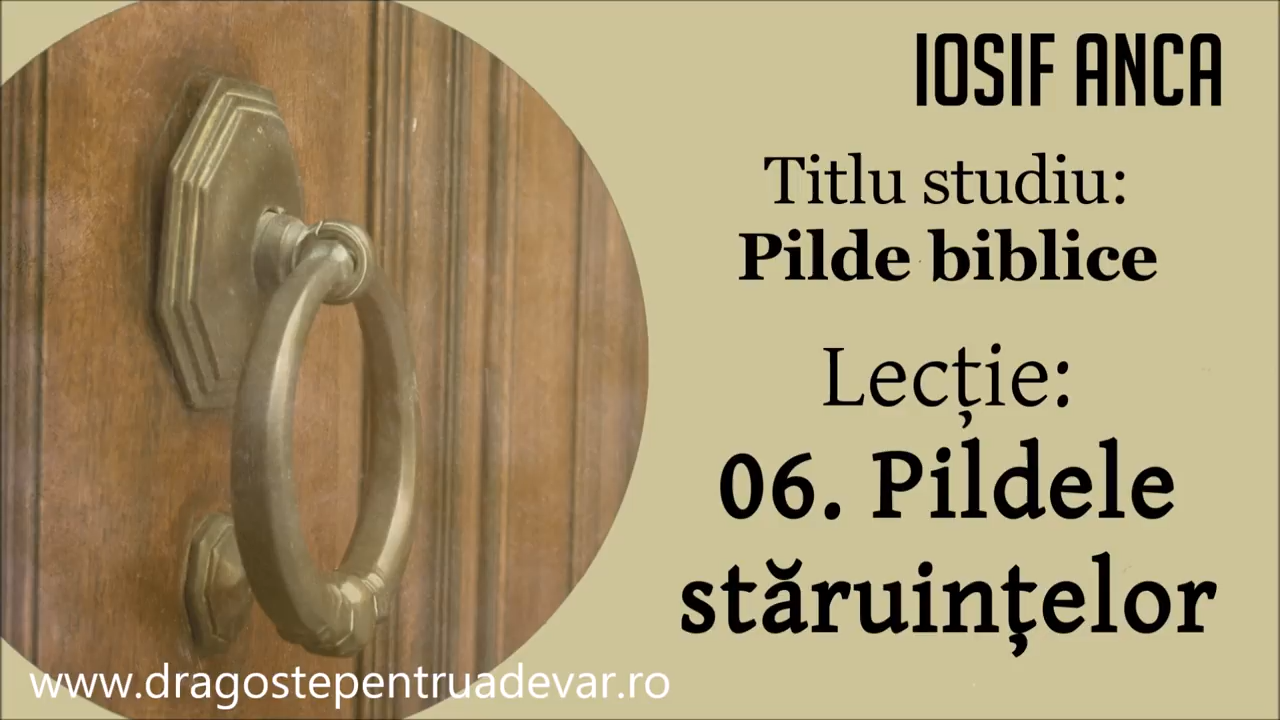 IOSIF ANCA
Titlu studiu:
Pilde biblice
Lecție:
06. Pildele
stăruințelor
www.dragostepentruadevar.ro